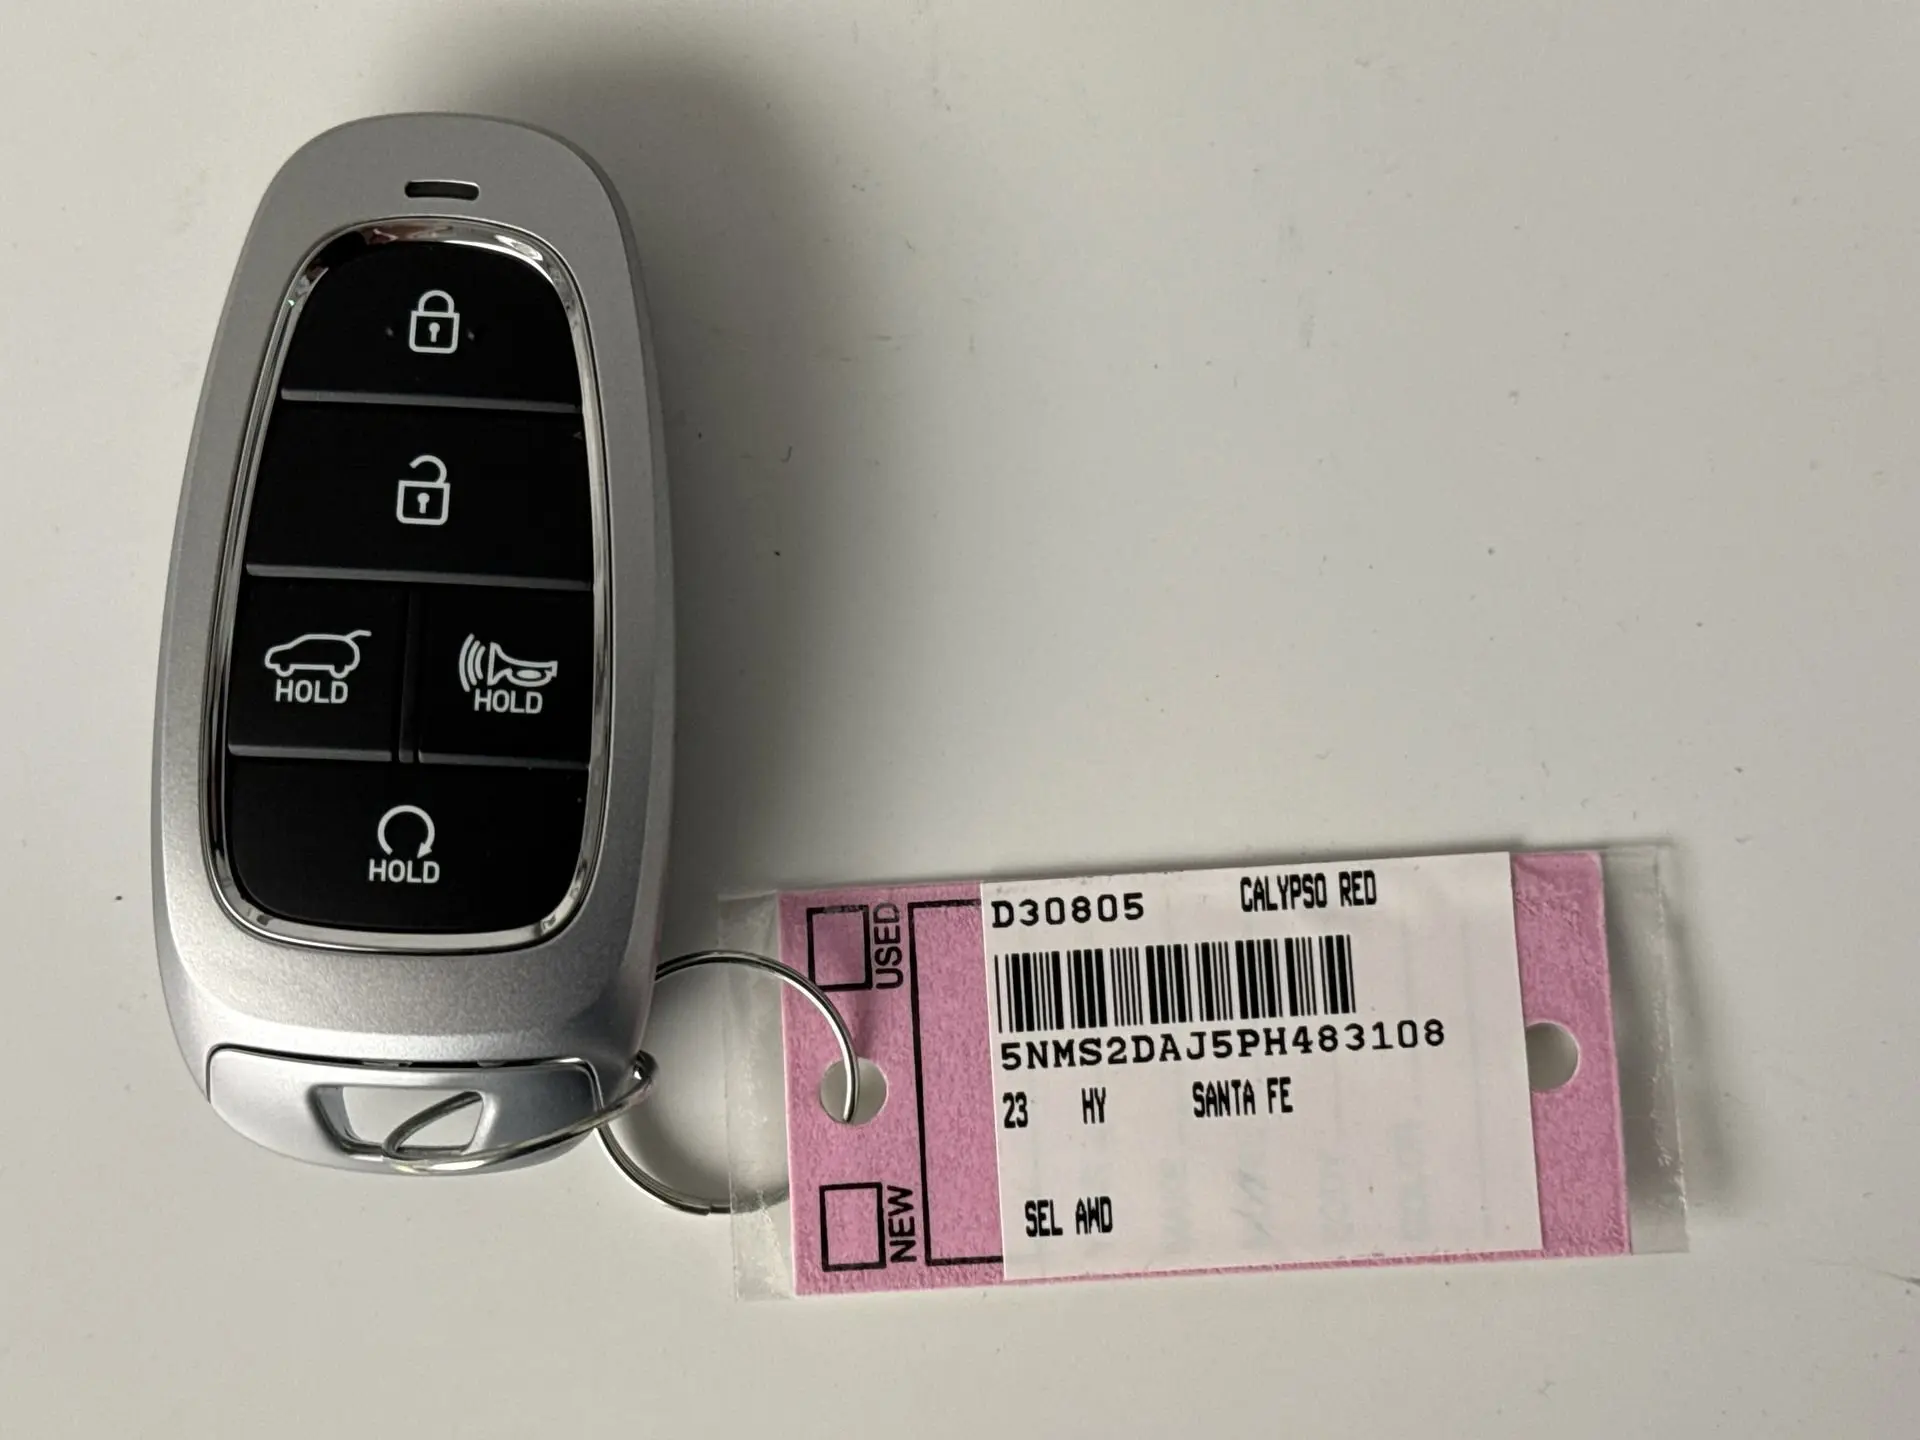 HOLD
HOLD
HOLD
USED
NEW
D30805 CALYPSO RED
5NMS2DAJ5PH483108
23 HY SANTA FE
SEL AWD